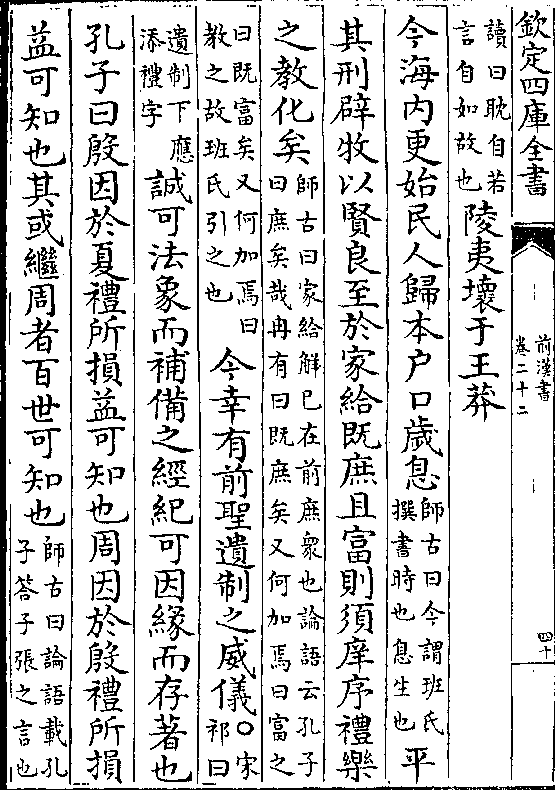 欽定四庫全書
前漢書
卷二十二
四十
讀曰耽自若
言自如故也
陵夷壞于王莽
今海內更始民人歸本户口歲息
師古曰今謂班氏
撰書時也息生也
平
其刑辟牧以賢良至於家給既庶且富則須庠序禮樂
之教化矣
師古曰家給解已在前庶衆也論語云孔子
曰庶矣哉冉有曰既庶矣又何加焉曰富之
曰既富矣又何加焉曰
教之故班氏引之也
今幸有前聖遺制之威儀
○宋
祁曰
遺制下應
添禮字
誠可法象而補備之經紀可因緣而存著也
孔子曰殷因於夏禮所損益可知也周因於殷禮所損
益可知也其或繼周者百世可知也
師古曰論語載孔
子答子張之言也